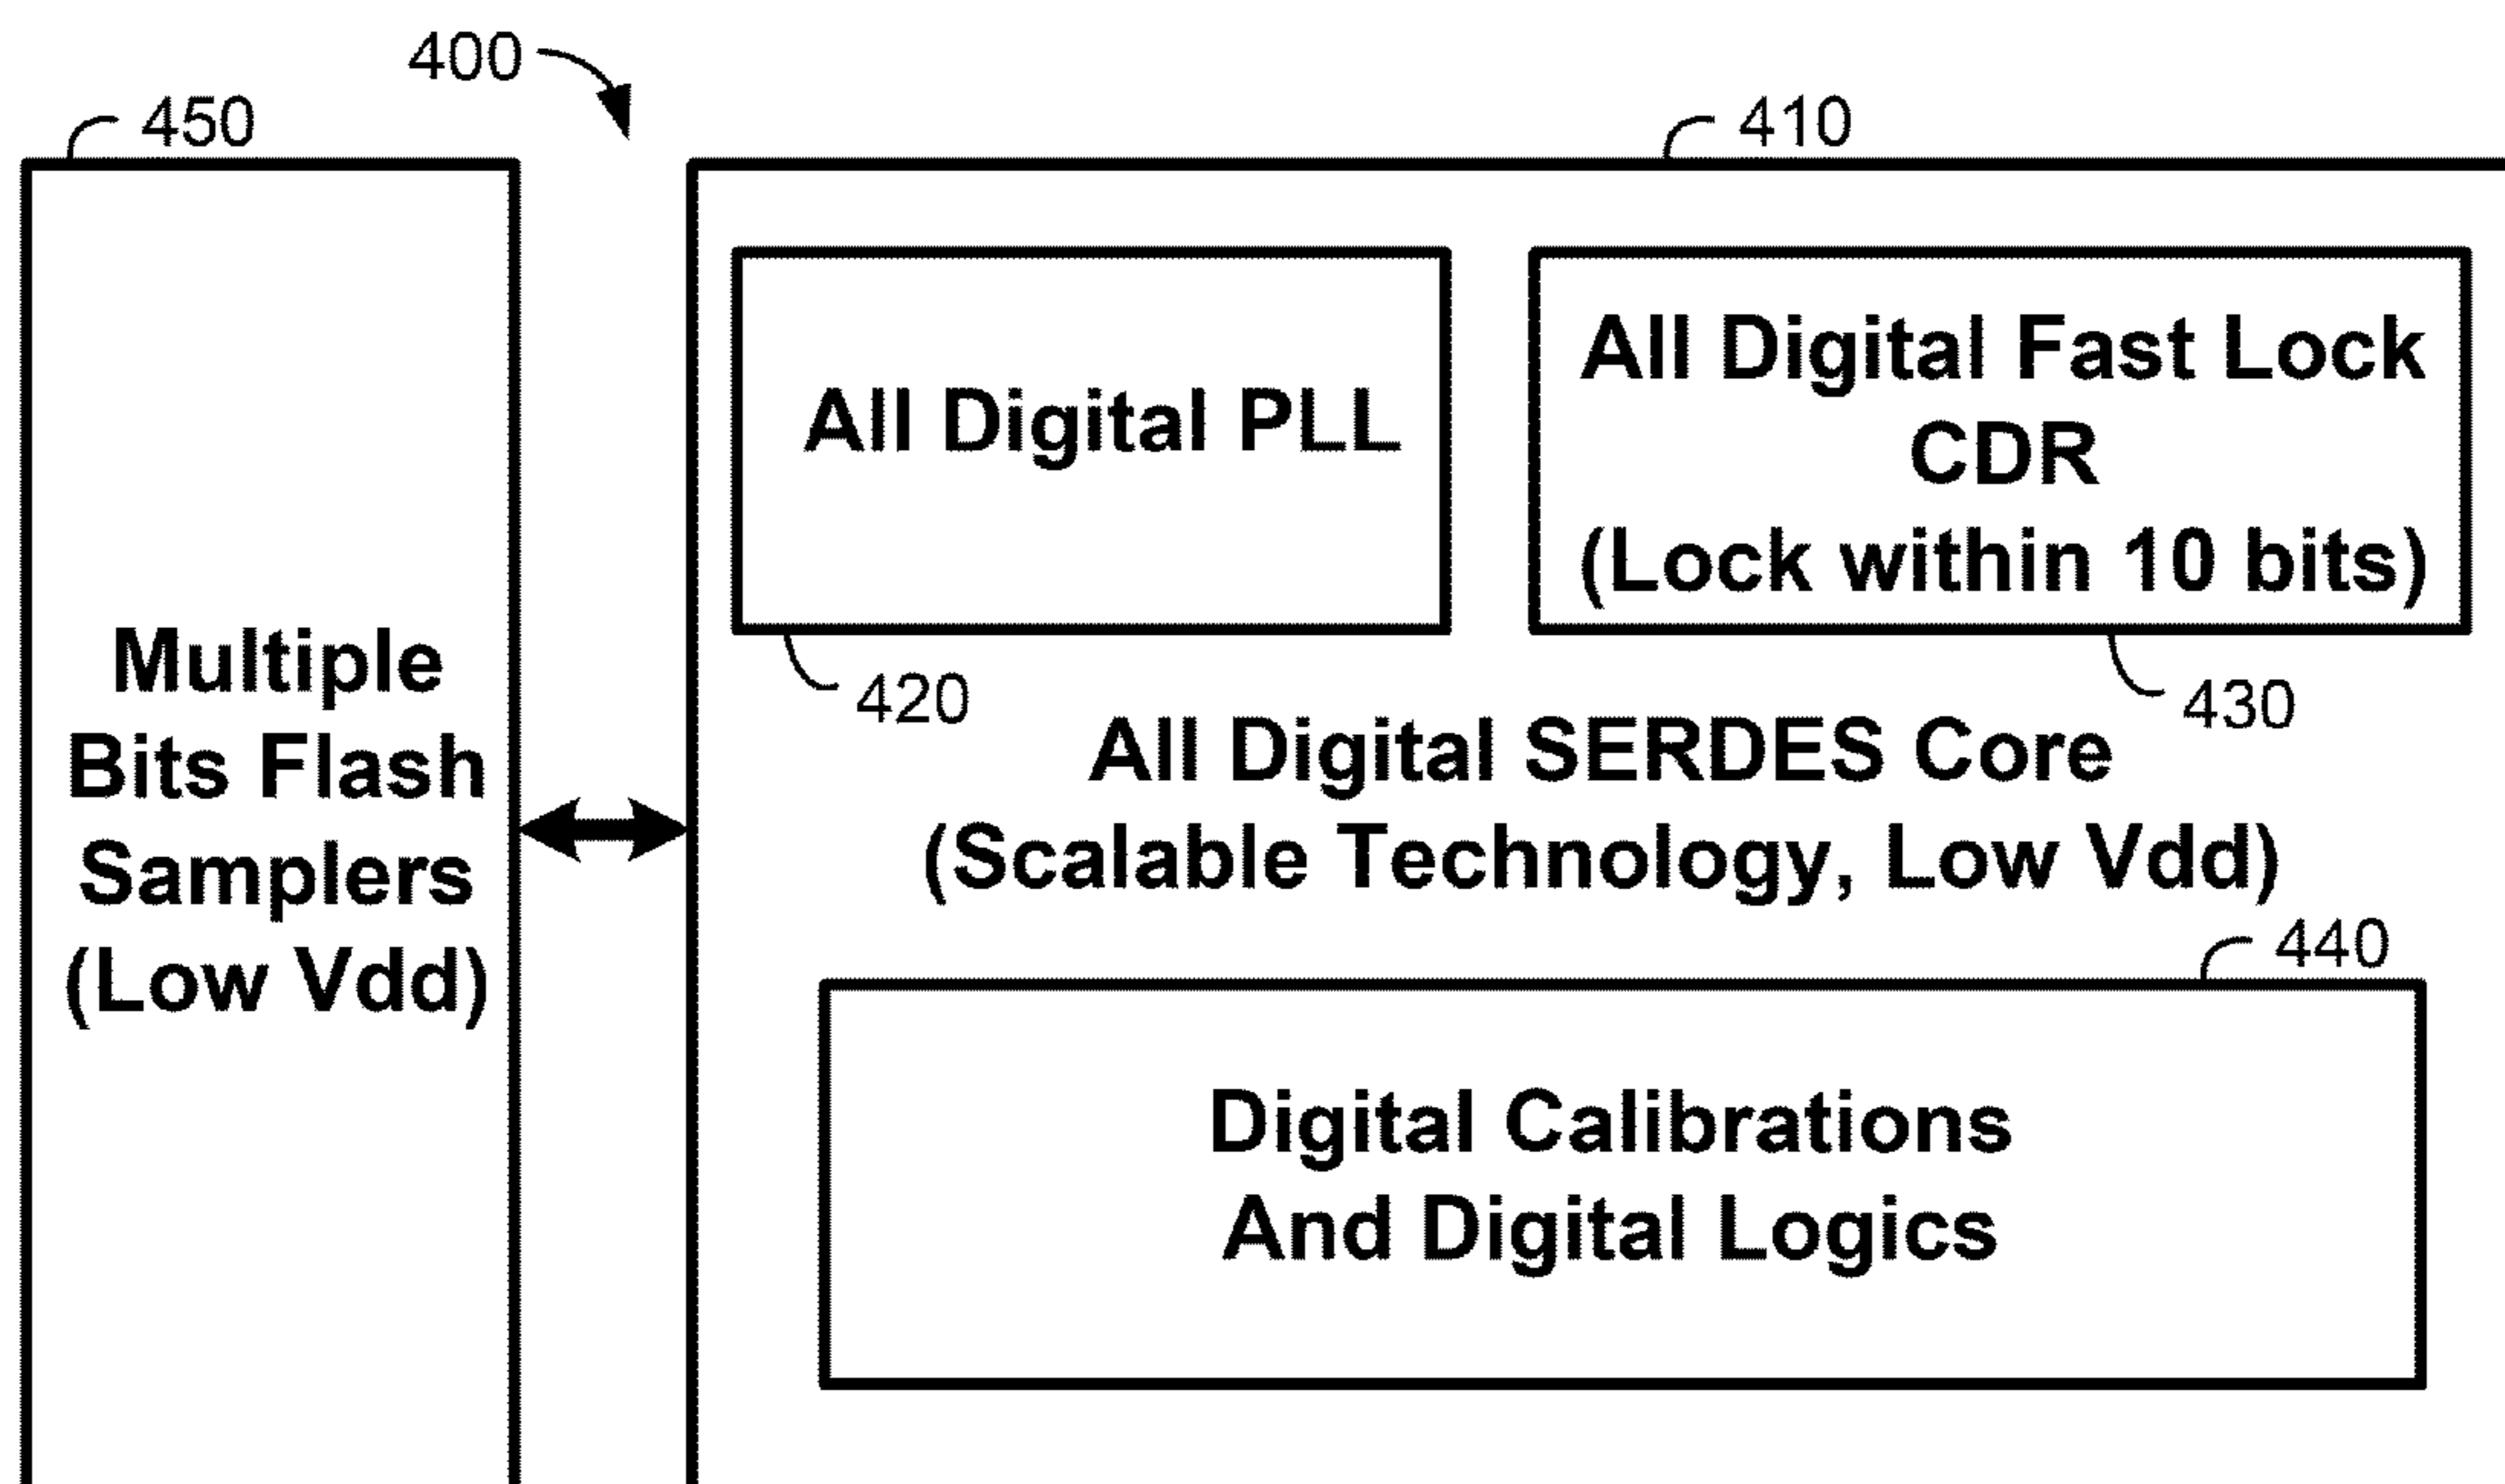 400
450
410
All Digital PLL
All Digital Fast Lock
CDR
(Lock within 10 bits)
420
430
Multiple
Bits Flash
Samplers
(Low Vdd)
All Digital SERDES Core
(Scalable Technology, Low Vdd)
440
Digital Calibrations
And Digital Logics